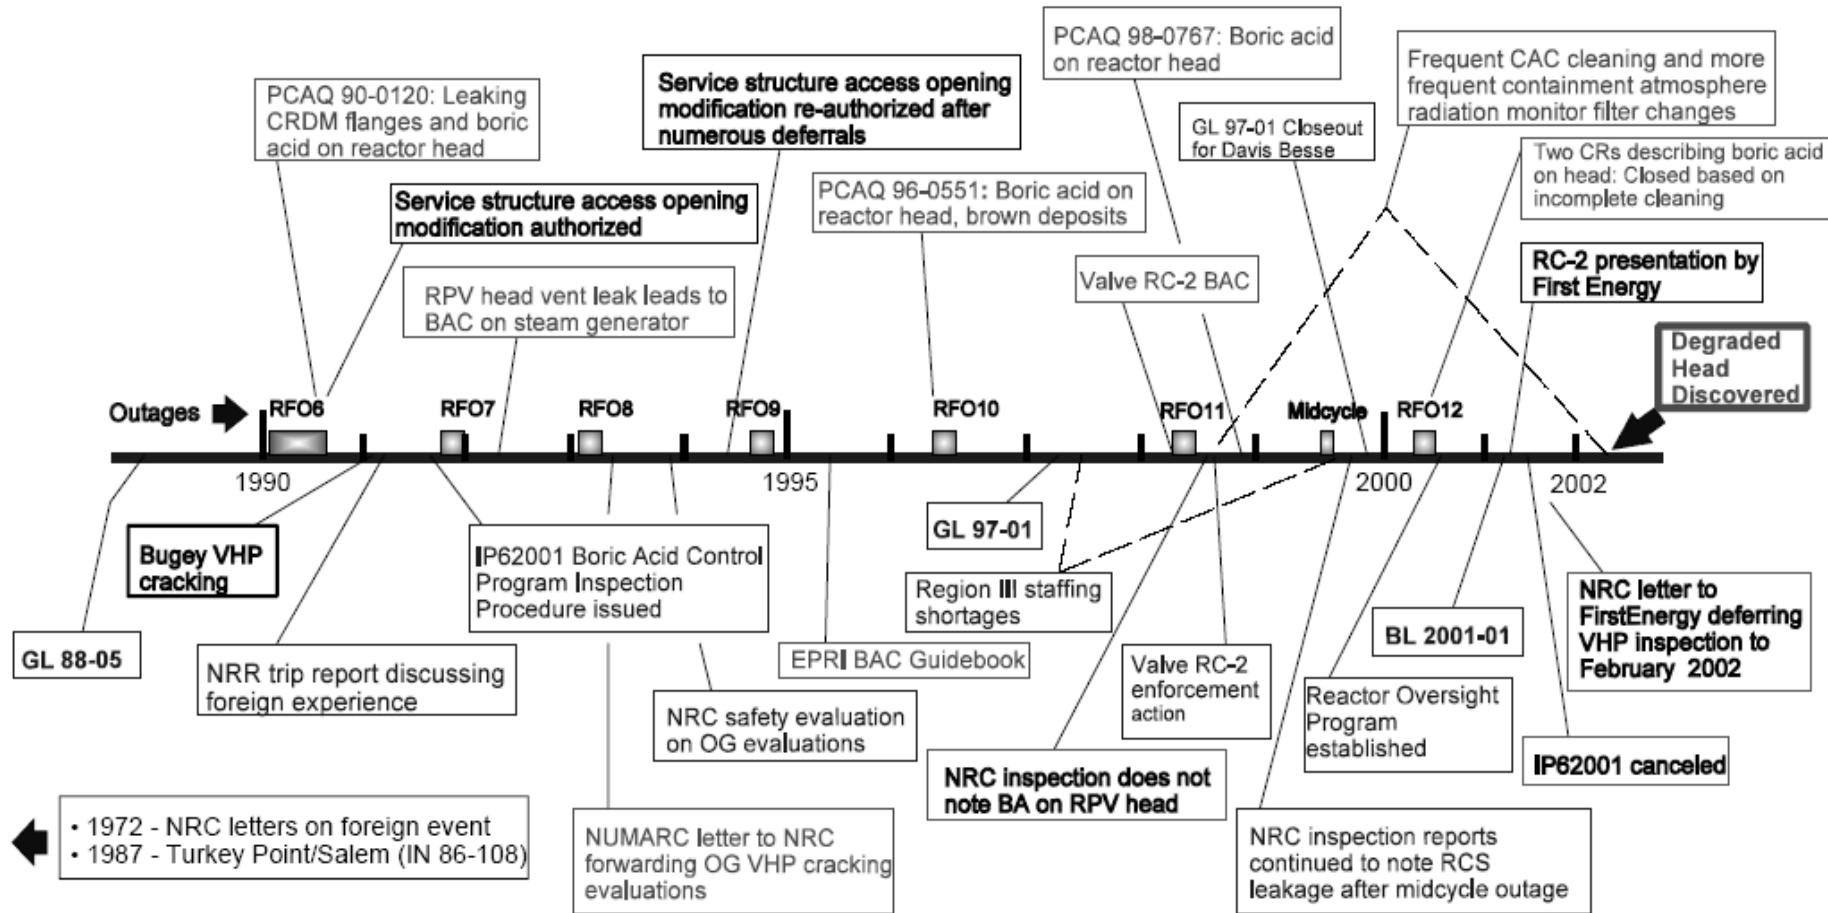 PCAQ 90-0120: Leaking
CRDM flanges and boric
acid on reactor head
Service structure access opening
modification authorized
RPV head vent leak leads to
BAC on steam generator
Service structure access opening
modification re-authorized after
numerous deferrals
PCAQ 96-0551: Boric acid on
reactor head, brown deposits
PCAQ 98-0767: Boric acid
on reactor head
Valve RC-2 BAC
GL 97-01 Closeout
for Davis Besse
Frequent CAC cleaning and more
frequent containment atmosphere
radiation monitor filter changes
Two CRs describing boric acid
on head: Closed based on
incomplete cleaning
RC-2 presentation by
First Energy
Degraded
Head
Discovered
Outages
RFO6
RFO7
RFO8
RFO9
RFO10
RFO11
Midcycle
RFO12
1990
1995
2000
2002
GL 88-05
Bugey VHP
cracking
NRR trip report discussing
foreign experience
IP62001 Boric Acid Control
Program Inspection
Procedure issued
NUMARC letter to NRC
forwarding OG VHP cracking
evaluations
NRC safety evaluation
on OG evaluations
EPRI BAC Guidebook
GL 97-01
Region III staffing
shortages
NRC inspection does not
note BA on RPV head
Valve RC-2
enforcement
action
NRC inspection reports
continued to note RCS
leakage after midcycle outage
Reactor Oversight
Program
established
BL 2001-01
IP62001 canceled
NRC letter to
FirstEnergy deferring
VHP inspection to
February 2002
• 1972 - NRC letters on foreign event
• 1987 - Turkey Point/Salem (IN 86-108)